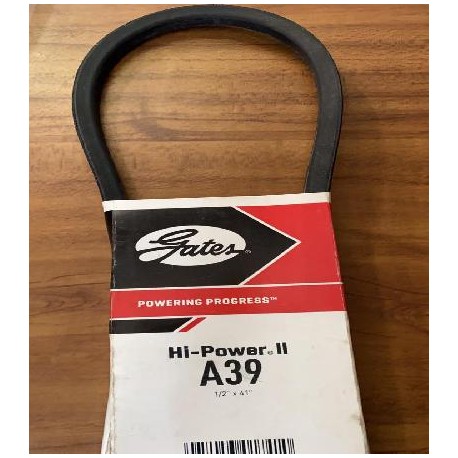 Gates®
POWERING PROGRESS™
Hi-Power® II
A39
1/2" x 41"